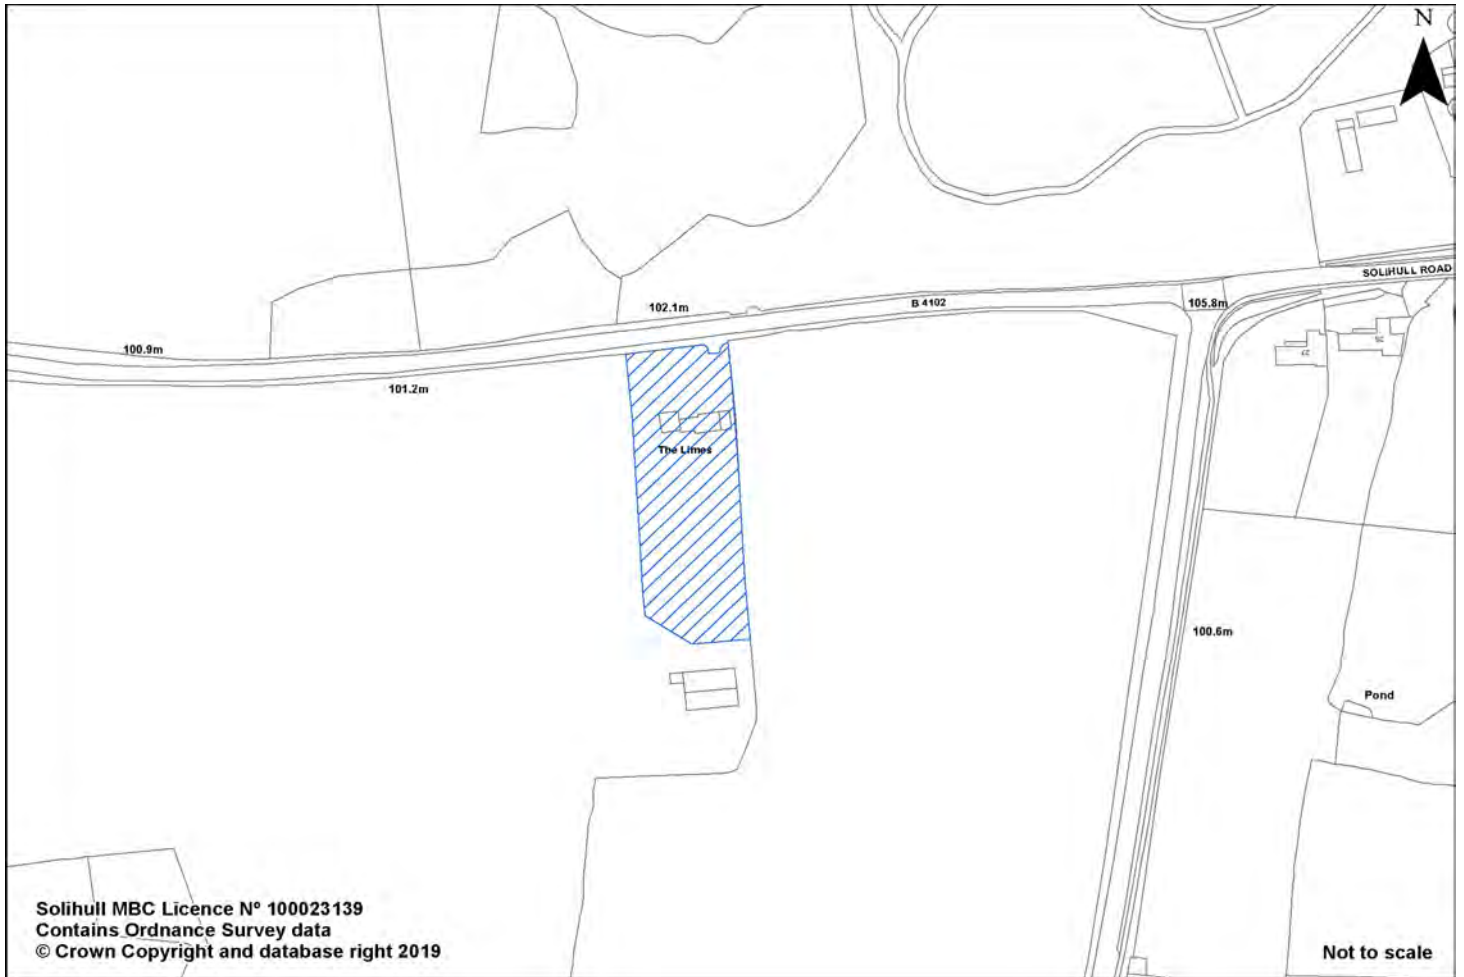 N
SOLIHULL ROAD
B 4102
105.8m
102.1m
100.9m
101.2m
27
The Limes
100.6m
Pond
Solihull MBC Licence Nº 100023139
Contains Ordnance Survey data
© Crown Copyright and database right 2019
Not to scale